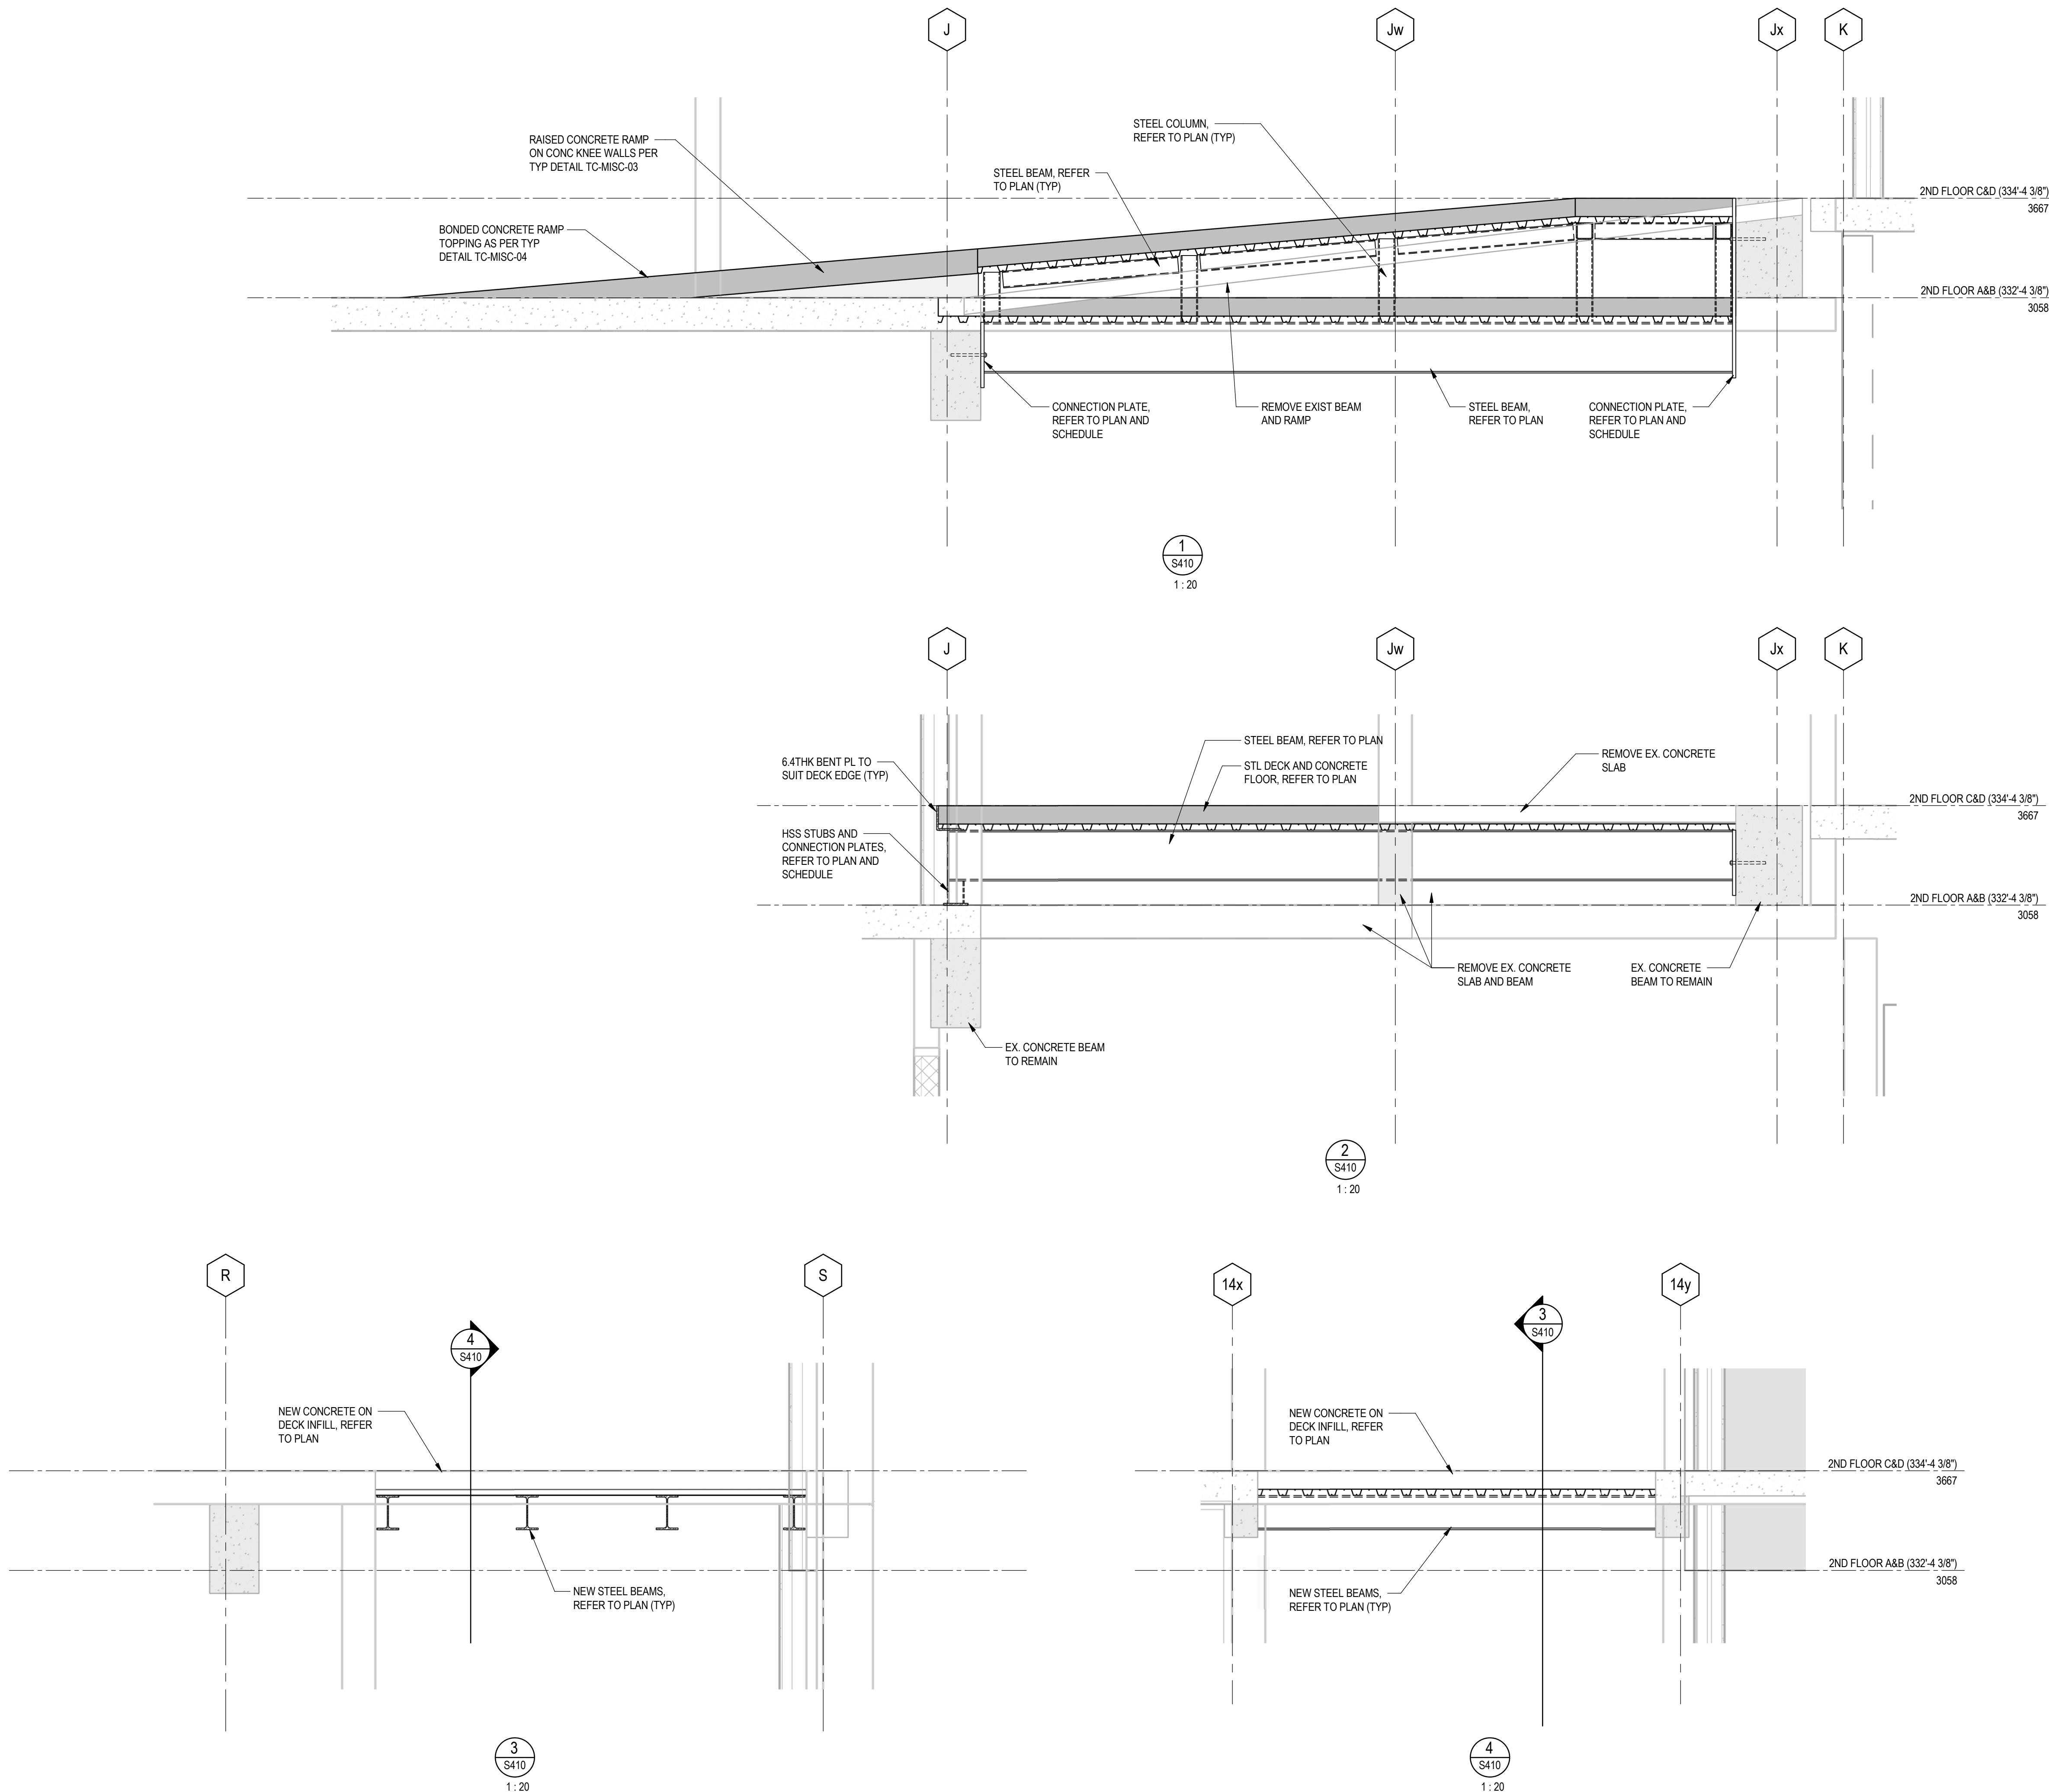 J
Jw
Jx
K
RAISED CONCRETE RAMP
ON CONC KNEE WALLS PER
TYP DETAIL TC-MISC-03
STEEL COLUMN,
REFER TO PLAN (TYP)
STEEL BEAM, REFER
TO PLAN (TYP)
BONDED CONCRETE RAMP
TOPPING AS PER TYP
DETAIL TC-MISC-04
2ND FLOOR C&D (334'-4 3/8")
3667
2ND FLOOR A&B (332'-4 3/8")
3058
CONNECTION PLATE,
REFER TO PLAN AND
SCHEDULE
REMOVE EXIST BEAM
AND RAMP
STEEL BEAM,
REFER TO PLAN
CONNECTION PLATE,
REFER TO PLAN AND
SCHEDULE
1
S410
1 : 20
J
Jw
Jx
K
STEEL BEAM, REFER TO PLAN
STL DECK AND CONCRETE
FLOOR, REFER TO PLAN
REMOVE EX. CONCRETE
SLAB
6.4THK BENT PL TO
SUIT DECK EDGE (TYP)
HSS STUBS AND
CONNECTION PLATES,
REFER TO PLAN AND
SCHEDULE
2ND FLOOR C&D (334'-4 3/8")
3667
2ND FLOOR A&B (332'-4 3/8")
3058
REMOVE EX. CONCRETE
SLAB AND BEAM
EX. CONCRETE
BEAM TO REMAIN
EX. CONCRETE BEAM
TO REMAIN
2
S410
1 : 20
R
S
4
S410
NEW CONCRETE ON
DECK INFILL, REFER
TO PLAN
NEW STEEL BEAMS,
REFER TO PLAN (TYP)
3
S410
1 : 20
14x
14y
3
S410
NEW CONCRETE ON
DECK INFILL, REFER
TO PLAN
2ND FLOOR C&D (334'-4 3/8")
3667
2ND FLOOR A&B (332'-4 3/8")
3058
NEW STEEL BEAMS,
REFER TO PLAN (TYP)
4
S410
1 : 20